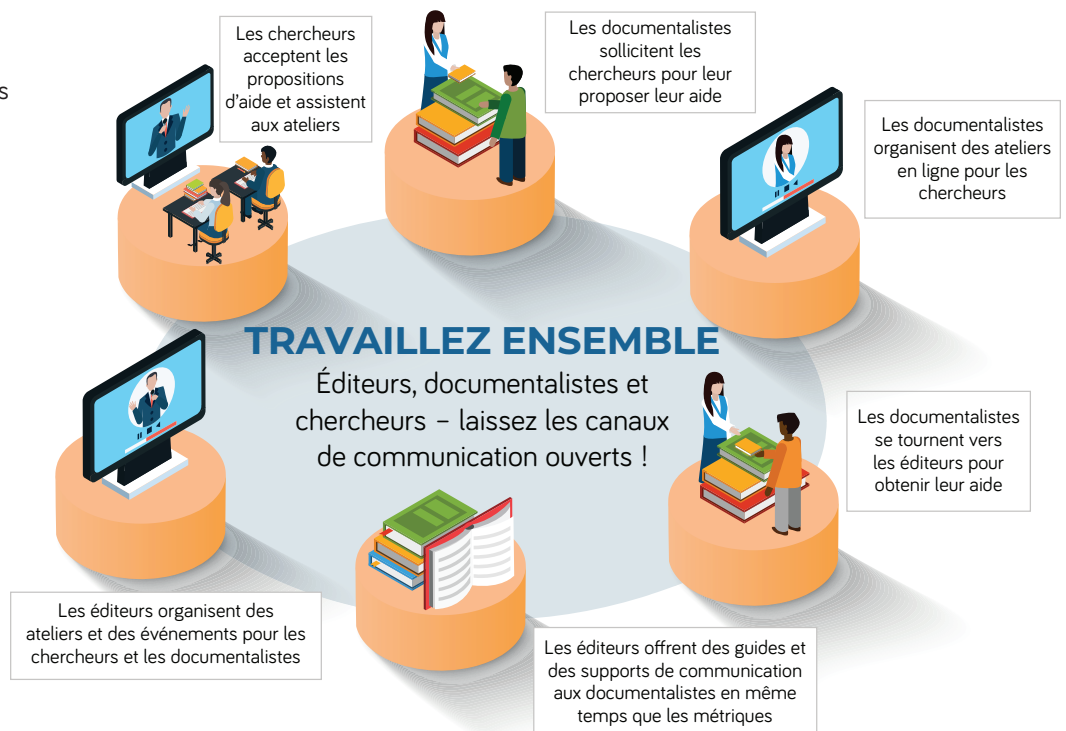 s
Les chercheurs
acceptent les
propositions
d'aide et assistent
aux ateliers
Les documentalistes
sollicitent les
chercheurs pour leur
proposer leur aide
Les documentalistes
organisent des ateliers
en ligne pour les
chercheurs
TRAVAILLEZ ENSEMBLE
Éditeurs, documentalistes et
chercheurs – laissez les canaux
de communication ouverts !
Les documentalistes
se tournent vers
les éditeurs pour
obtenir leur aide
Les éditeurs organisent des
ateliers et des événements pour les
chercheurs et les documentalistes
Les éditeurs offrent des guides et
des supports de communication
aux documentalistes en même
temps que les métriques